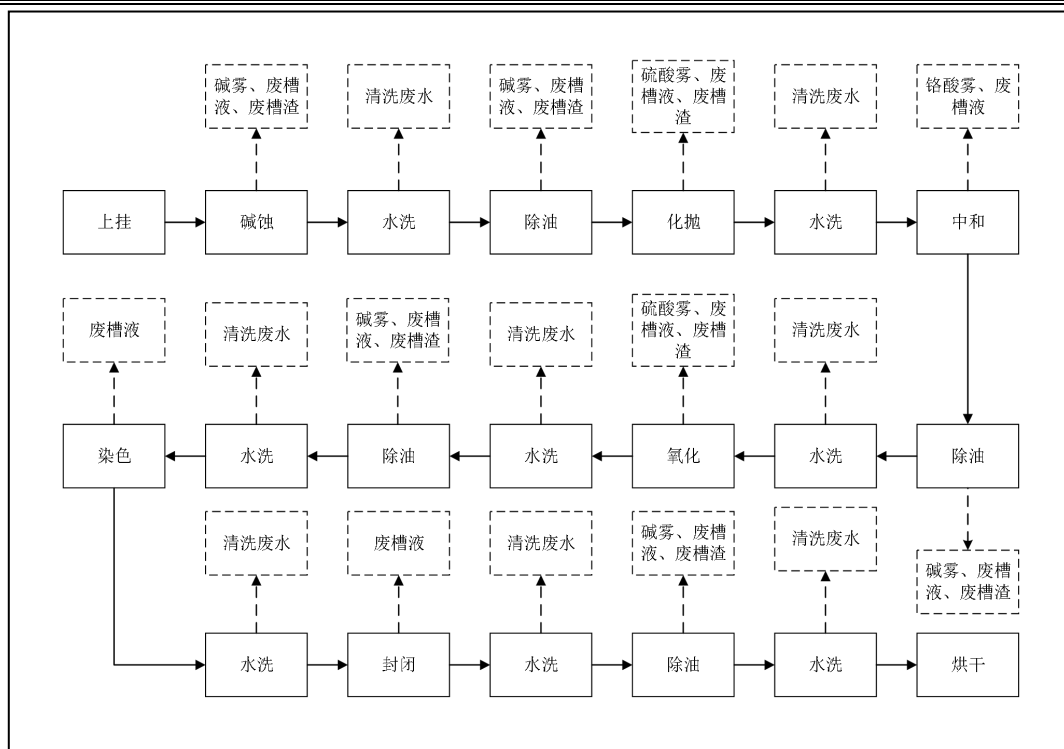 碱雾、废槽
液、废槽渣
清洗废水
碱雾、废槽
液、废槽渣
硫酸雾、废
槽液、废槽
渣
清洗废水
铬酸雾、废
槽液
上挂
碱蚀
水洗
除油
化抛
水洗
中和
废槽液
清洗废水
碱雾、废槽
液、废槽渣
清洗废水
硫酸雾、废
槽液、废槽
渣
清洗废水
染色
水洗
除油
水洗
氧化
水洗
除油
清洗废水
废槽液
清洗废水
碱雾、废槽
液、废槽渣
清洗废水
碱雾、废槽
液、废槽渣
水洗
封闭
水洗
除油
水洗
烘干